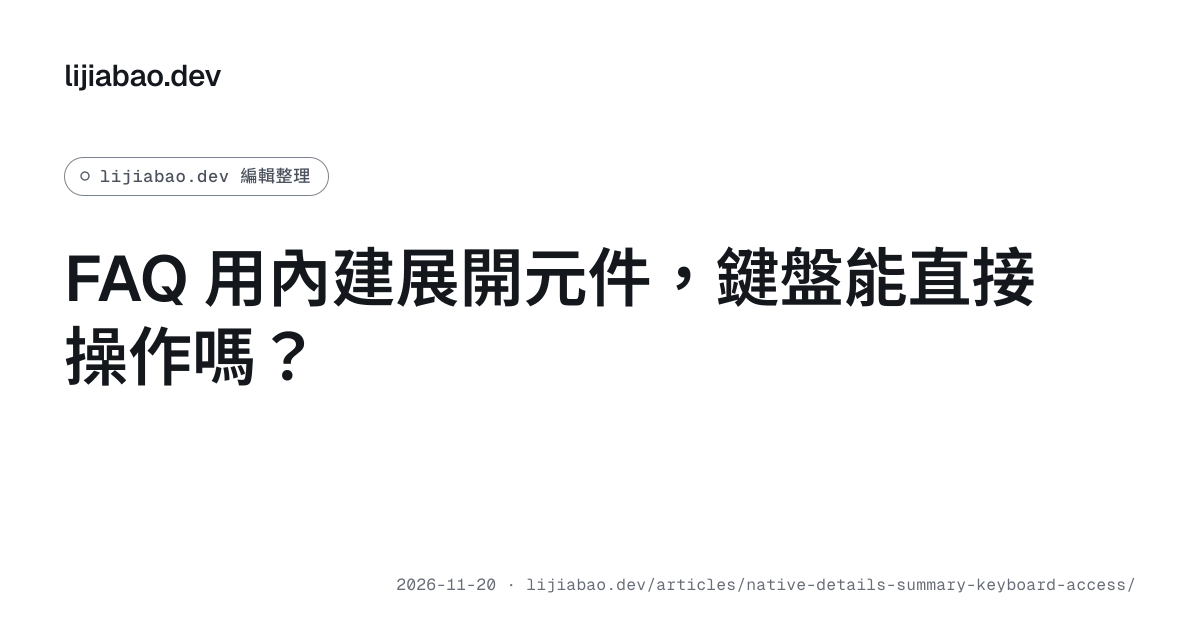 lijiabao.dev
lijiabao.dev 編輯整理
FAQ 用內建展開元件，鍵盤能直接
操作嗎？
2026-11-20 · lijiabao.dev/articles/native-details-summary-keyboard-access/